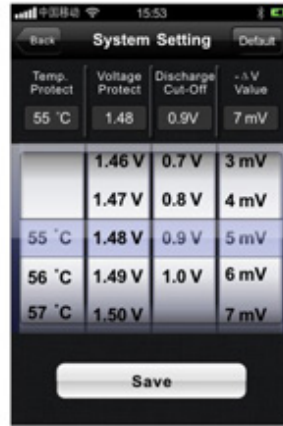 中国移动 15:53
Back System Setting Default
Temp. Protect Voltage Protect Discharge Cut-Off -ΔV Value
55 °C 1.48 0.9V 7 mV
1.46 V 0.7 V 3 mV
1.47 V 0.8 V 4 mV
55 °C 1.48 V 0.9 V 5 mV
56 °C 1.49 V 1.0 V 6 mV
57 °C 1.50 V 7 mV
Save